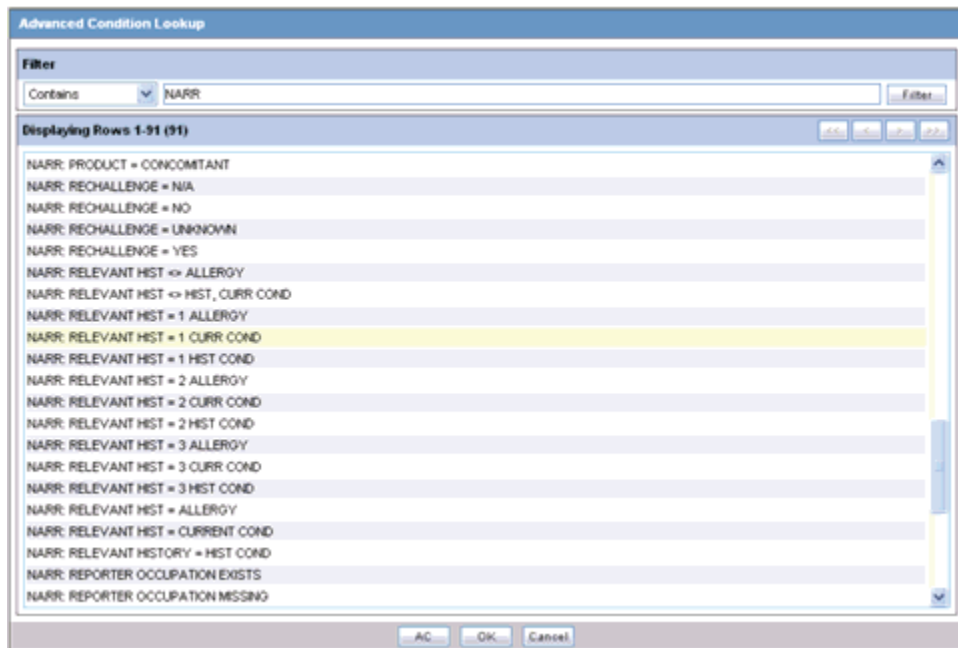 Advanced Condition Lookup
Filter
Contains NARR Filter
Displaying Rows 1-91 (91) << < > >>
NARR: PRODUCT = CONCOMITANT
NARR: RECHALLENGE = N/A
NARR: RECHALLENGE = NO
NARR: RECHALLENGE = UNKNOWN
NARR: RECHALLENGE = YES
NARR: RELEVANT HIST <> ALLERGY
NARR: RELEVANT HIST <> HIST, CURR COND
NARR: RELEVANT HIST = 1 ALLERGY
NARR: RELEVANT HIST = 1 CURR COND
NARR: RELEVANT HIST = 1 HIST COND
NARR: RELEVANT HIST = 2 ALLERGY
NARR: RELEVANT HIST = 2 CURR COND
NARR: RELEVANT HIST = 2 HIST COND
NARR: RELEVANT HIST = 3 ALLERGY
NARR: RELEVANT HIST = 3 CURR COND
NARR: RELEVANT HIST = 3 HIST COND
NARR: RELEVANT HIST = ALLERGY
NARR: RELEVANT HIST = CURRENT COND
NARR: RELEVANT HISTORY = HIST COND
NARR: REPORTER OCCUPATION EXISTS
NARR: REPORTER OCCUPATION MISSING
AC OK Cancel